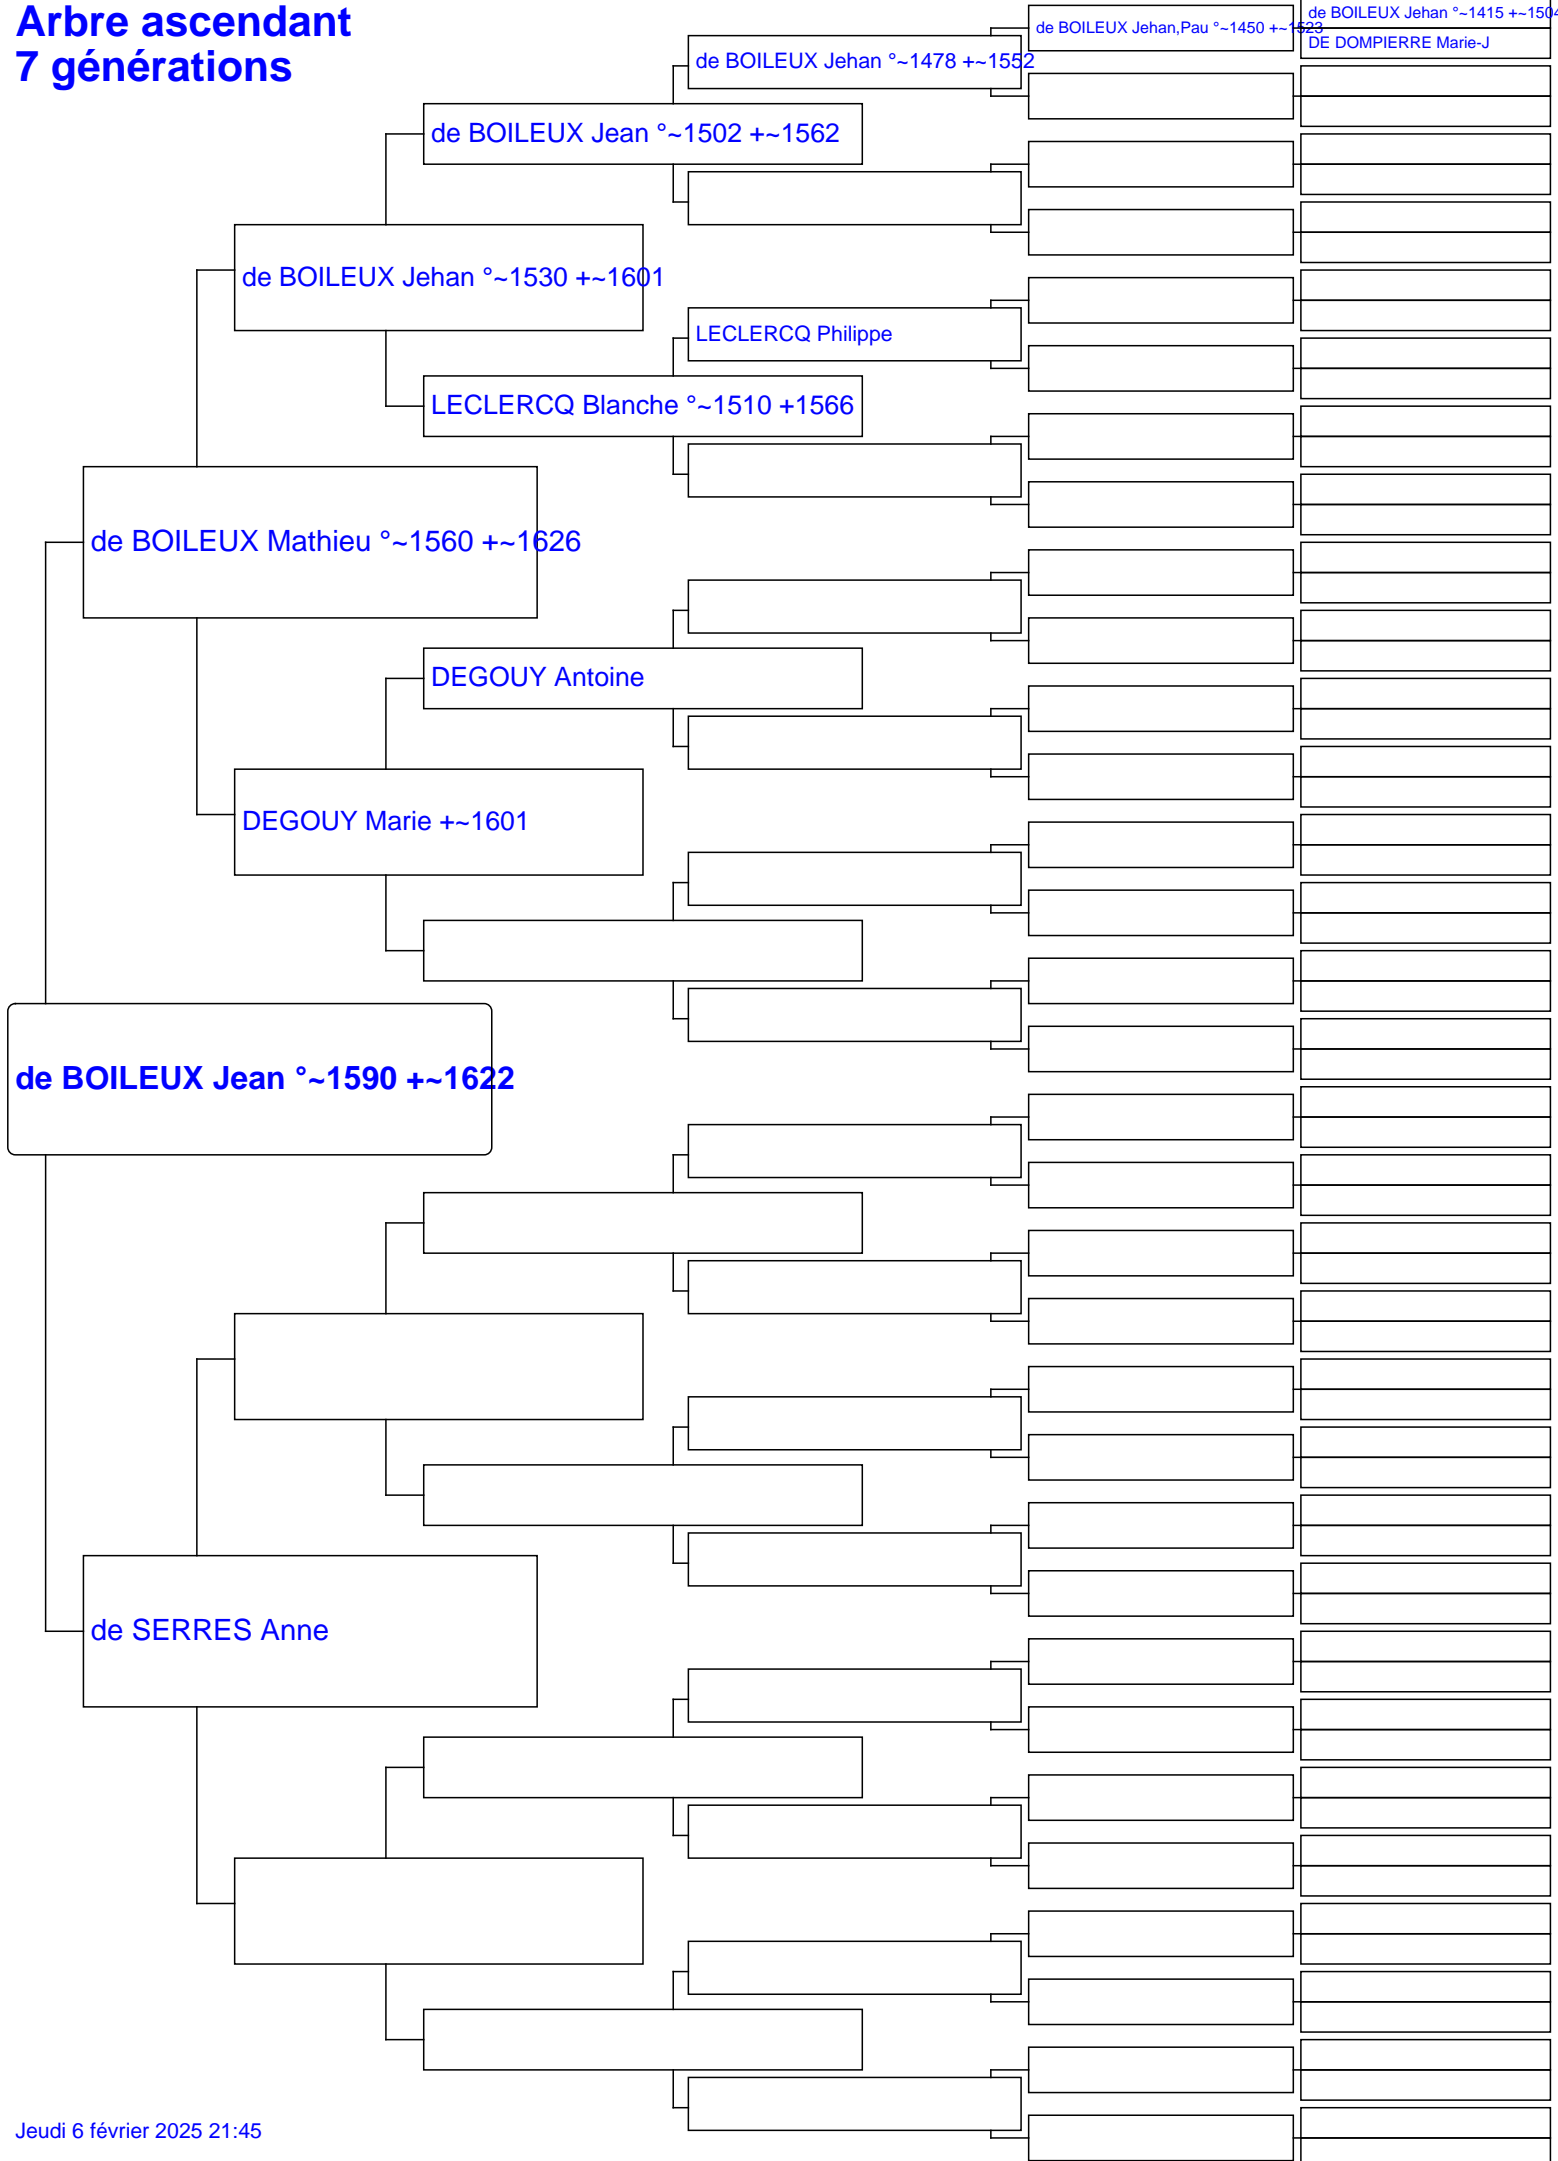 Arbre ascendant
7 générations
de BOILEUX Jehan °~1415 +~1504
de BOILEUX Jehan,Pau °~1450 +~1523
DE DOMPIERRE Marie-J
de BOILEUX Jehan °~1478 +~1552
de BOILEUX Jean °~1502 +~1562
de BOILEUX Jehan °~1530 +~1601
LECLERCQ Philippe
LECLERCQ Blanche °~1510 +1566
de BOILEUX Mathieu °~1560 +~1626
DEGOUY Antoine
DEGOUY Marie +~1601
de BOILEUX Jean °~1590 +~1622
de SERRES Anne
Jeudi 6 février 2025 21:45